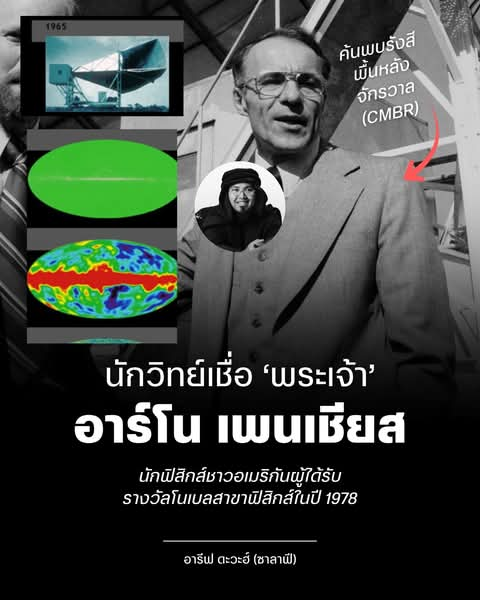 1965
ค้นพบรังสี
พื้นหลัง
จักรวาล
(CMBR)
นักวิทย์เชื่อ ‘พระเจ้า’
อาร์โน เพนเซียส
นักฟิสิกส์ชาวอเมริกันผู้ได้รับ
รางวัลโนเบลสาขาฟิสิกส์ในปี 1978
อารีฟ ตะวะฮ์ (ซาลาฟี)